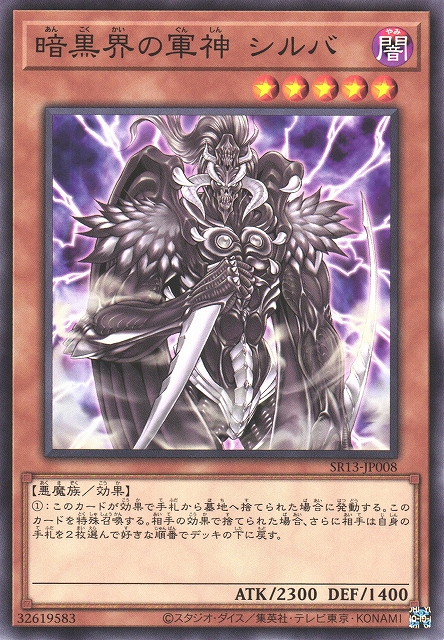 暗黒界の軍神 シルバ
闇
SR13-JP008
【悪魔族／効果】
①：このカードが効果で手札から墓地へ捨てられた場合に発動する。この
カードを特殊召喚する。相手の効果で捨てられた場合、さらに相手は自身の
手札を２枚選んで好きな順番でデッキの下に戻す。
ATK/2300 DEF/1400
32619583
©スタジオ・ダイス／集英社・テレビ東京・KONAMI